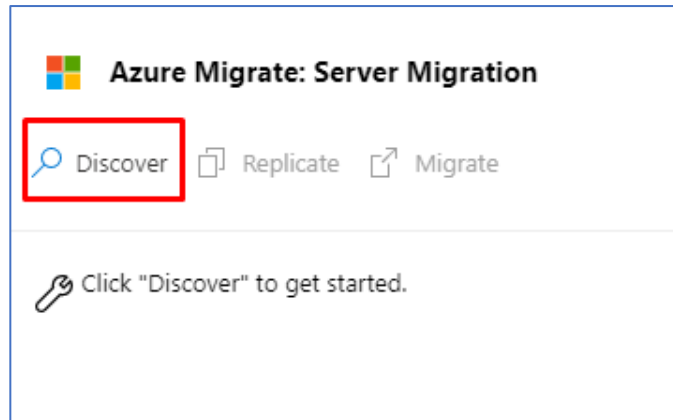 Azure Migrate: Server Migration
Discover Replicate Migrate
Click "Discover" to get started.